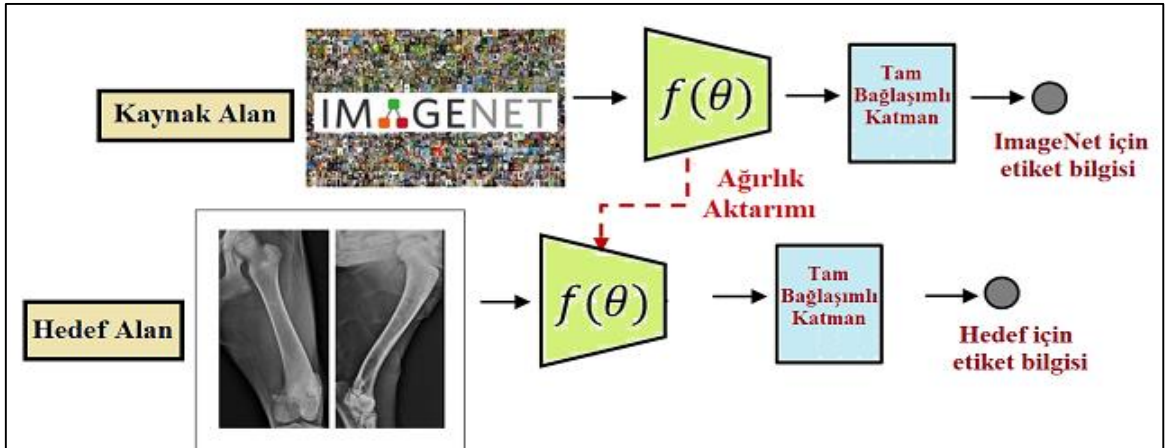 Kaynak Alan
IMAGENET
f(θ)
Tam
Bağlaşımlı
Katman
ImageNet için
etiket bilgisi
Ağırlık
Aktarımı
Hedef Alan
f(θ)
Tam
Bağlaşımlı
Katman
Hedef için
etiket bilgisi